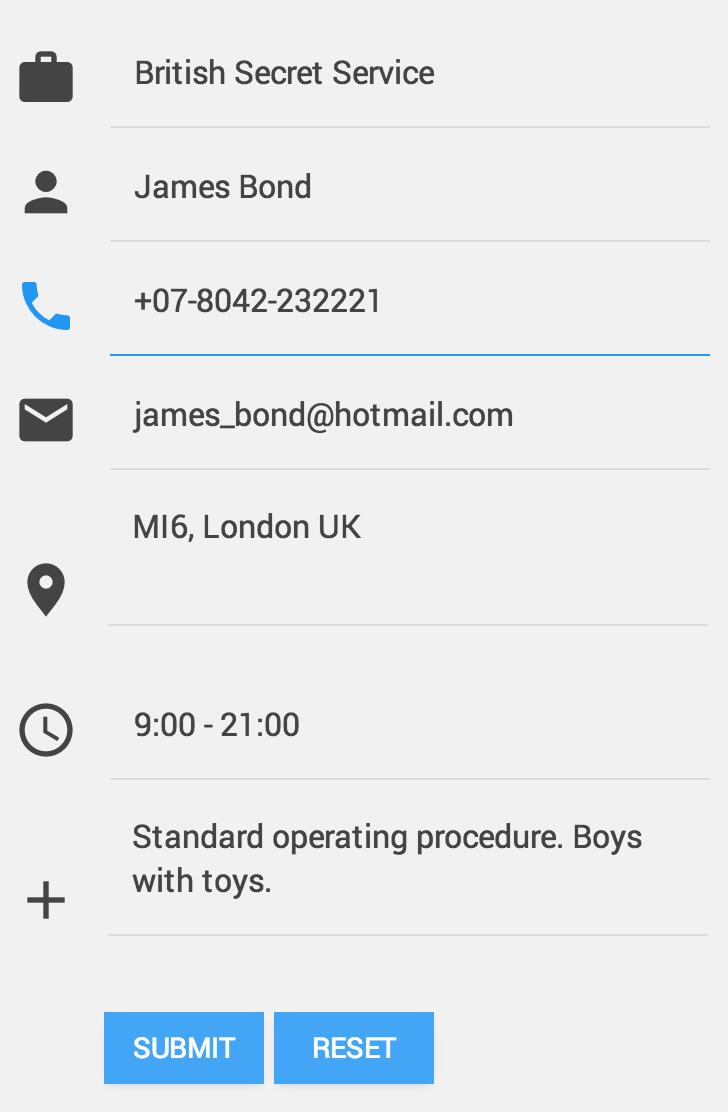 British Secret Service
James Bond
+07-8042-232221
james_bond@hotmail.com
MI6, London UK
9:00 - 21:00
Standard operating procedure. Boys
with toys.
SUBMIT RESET